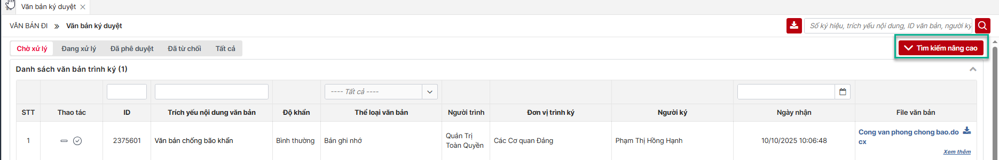 Văn bản ký duyệt
VĂN BẢN ĐI » Văn bản ký duyệt
Số ký hiệu, trích yếu nội dung, ID văn bản, người ký
Chờ xử lý Đang xử lý Đã phê duyệt Đã từ chối Tất cả
Tìm kiếm nâng cao
Danh sách văn bản trình ký (1)
---- Tất cả ----
STT Thao tác ID Trích yếu nội dung văn bản Độ khẩn Thể loại văn bản Người trình Đơn vị trình ký Người ký Ngày nhận File văn bản
1 2375601 Văn bản chống bão khẩn Bình thường Bản ghi nhớ Quản Trị Toàn Quyền Các Cơ quan Đảng Phạm Thị Hồng Hạnh 10/10/2025 10:06:48 Cong van phong chong bao.do
cx
Xem thêm